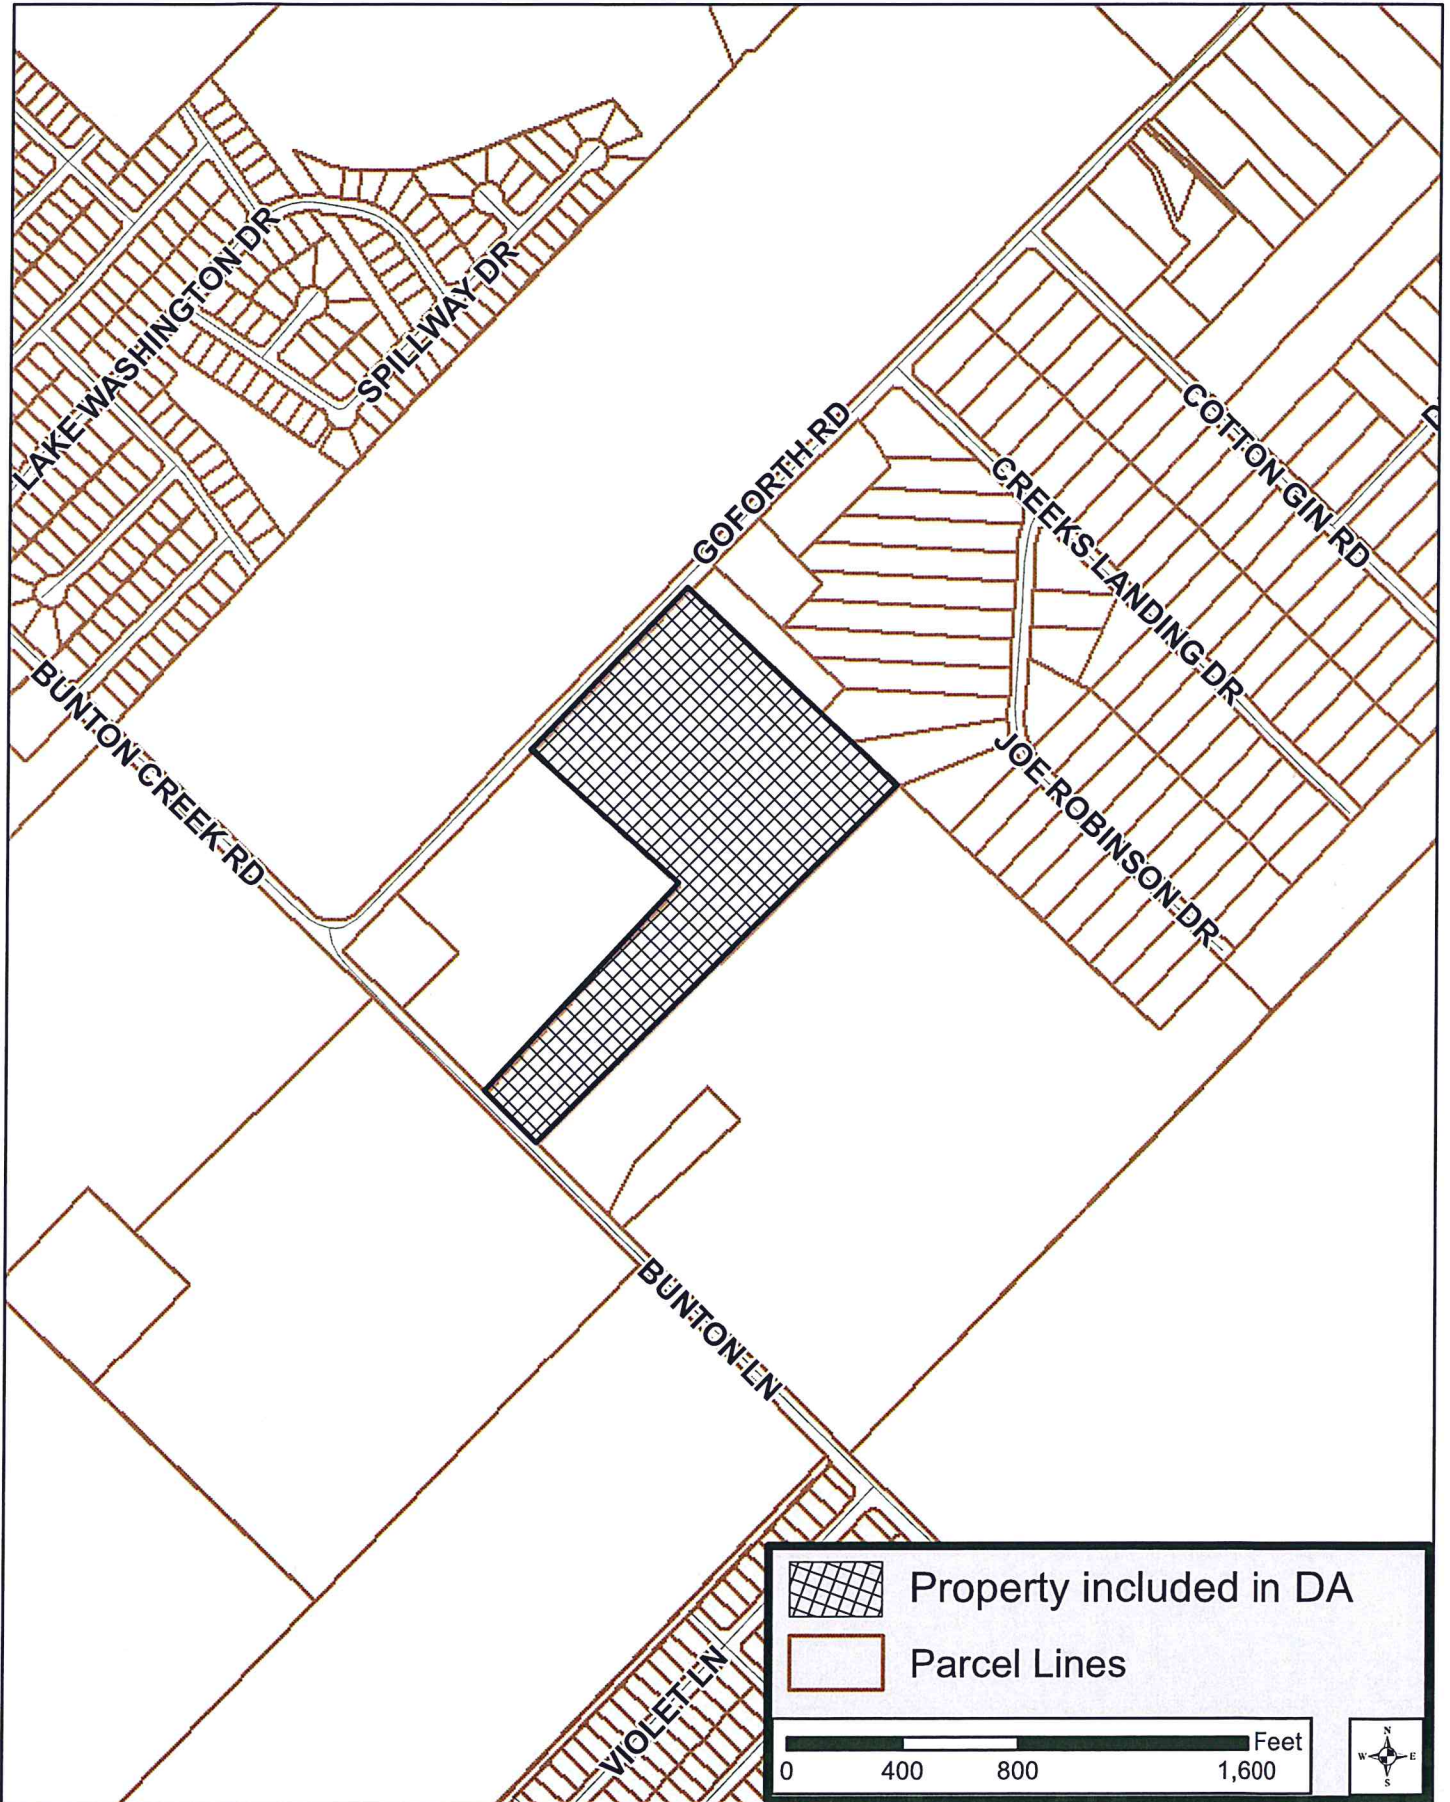 LAKE WASHINGTON DR
SPILLWAY DR
GOFORTH RD
COTTON GIN RD
CREEKS LANDING DR
BUNTON CREEK RD
JOE ROBINSON DR
BUNTON LN
VIOLET LN
Property included in DA
Parcel Lines
Feet
0 400 800 1,600
N
W E
S